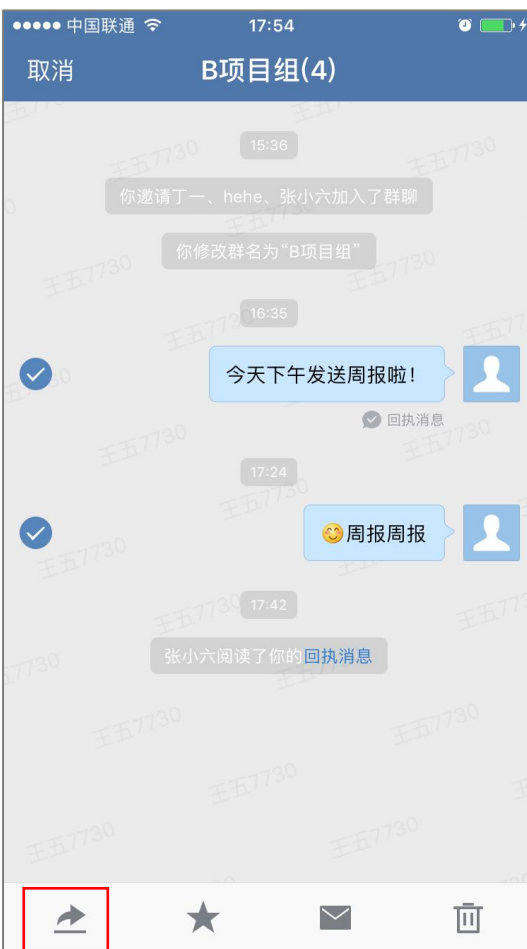 中国联通 17:54
取消 B项目组(4)
15:36
你邀请丁一、hehe、张小六加入了群聊
你修改群名为“B项目组”
16:35
今天下午发送周报啦！
回执消息
17:24
😊周报周报
17:42
张小六阅读了你的回执消息
王五7730